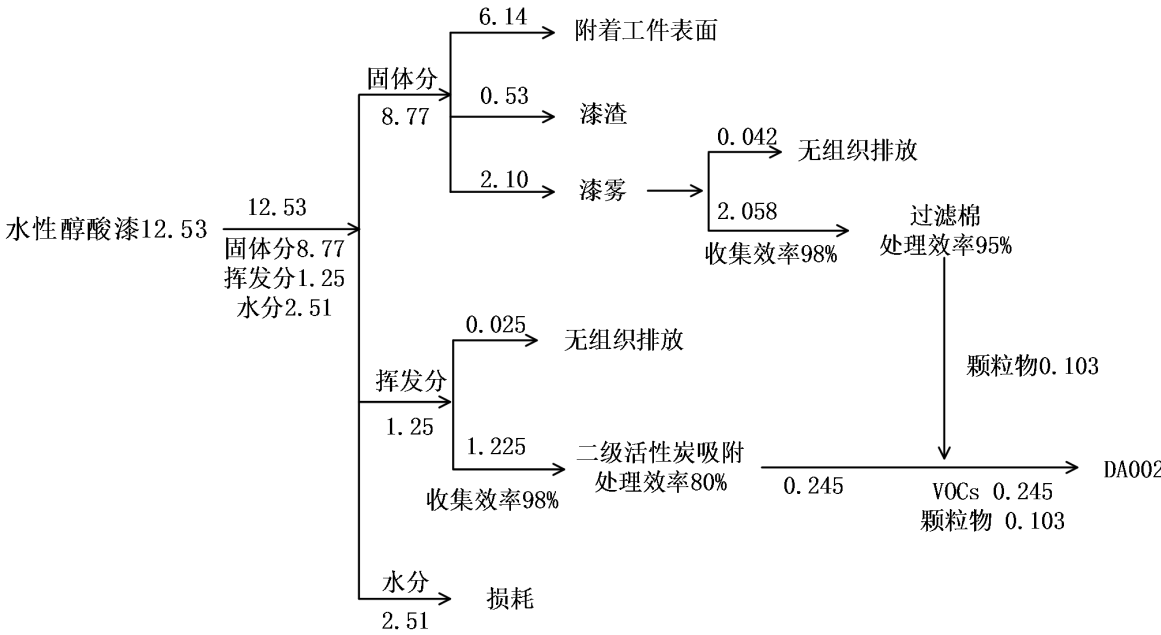 6.14
附着工件表面
固体分
8.77
0.53
漆渣
2.10
漆雾
0.042
无组织排放
2.058
收集效率98%
过滤棉
处理效率95%
水性醇酸漆12.53
12.53
固体分8.77
挥发分1.25
水分2.51
颗粒物0.103
0.025
无组织排放
挥发分
1.25
1.225
收集效率98%
二级活性炭吸附
处理效率80%
0.245
VOCs 0.245
颗粒物 0.103
DA002
水分
2.51
损耗